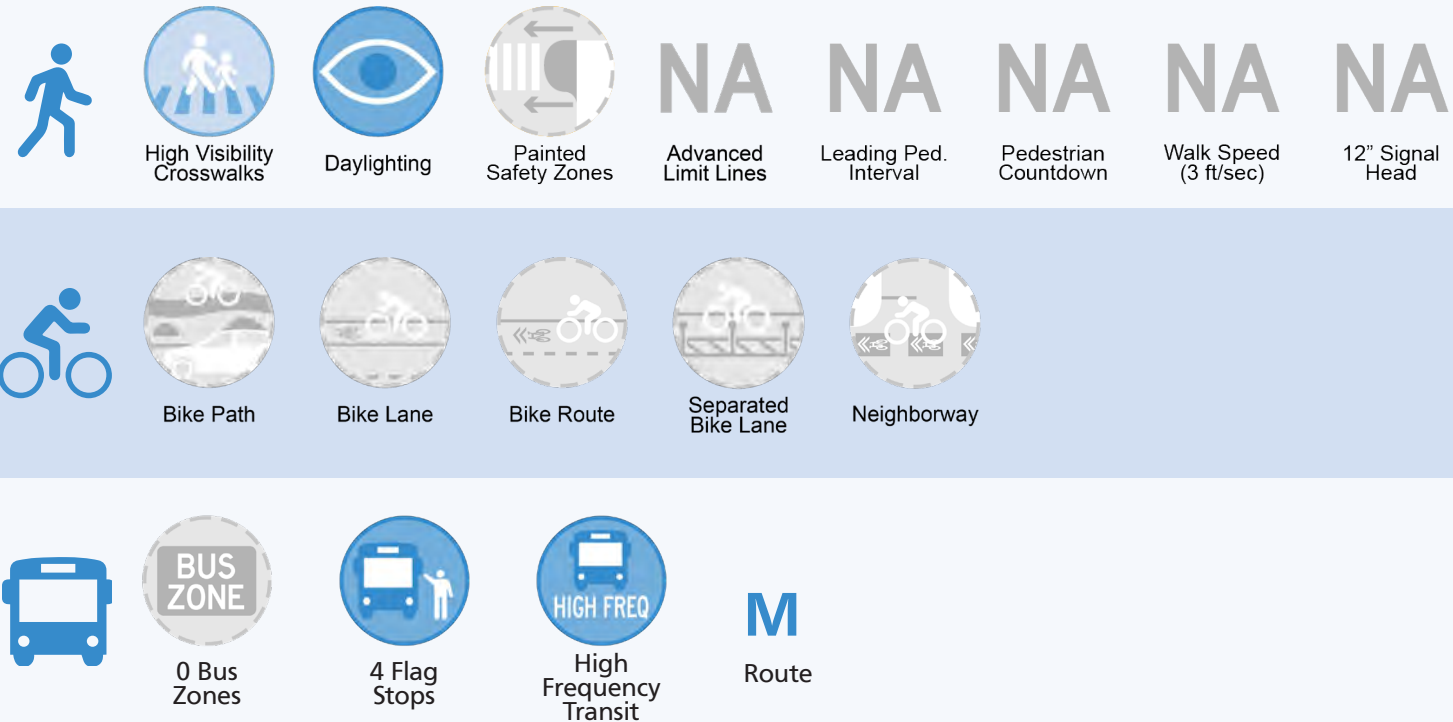 NA NA NA NA NA
High Visibility
Crosswalks
Daylighting
Painted
Safety Zones
Advanced
Limit Lines
Leading Ped.
Interval
Pedestrian
Countdown
Walk Speed
(3 ft/sec)
12” Signal
Head
Bike Path
Bike Lane
Bike Route
Separated
Bike Lane
Neighborway
BUS
ZONE
0 Bus
Zones
4 Flag
Stops
HIGH FREQ
High
Frequency
Transit
M
Route